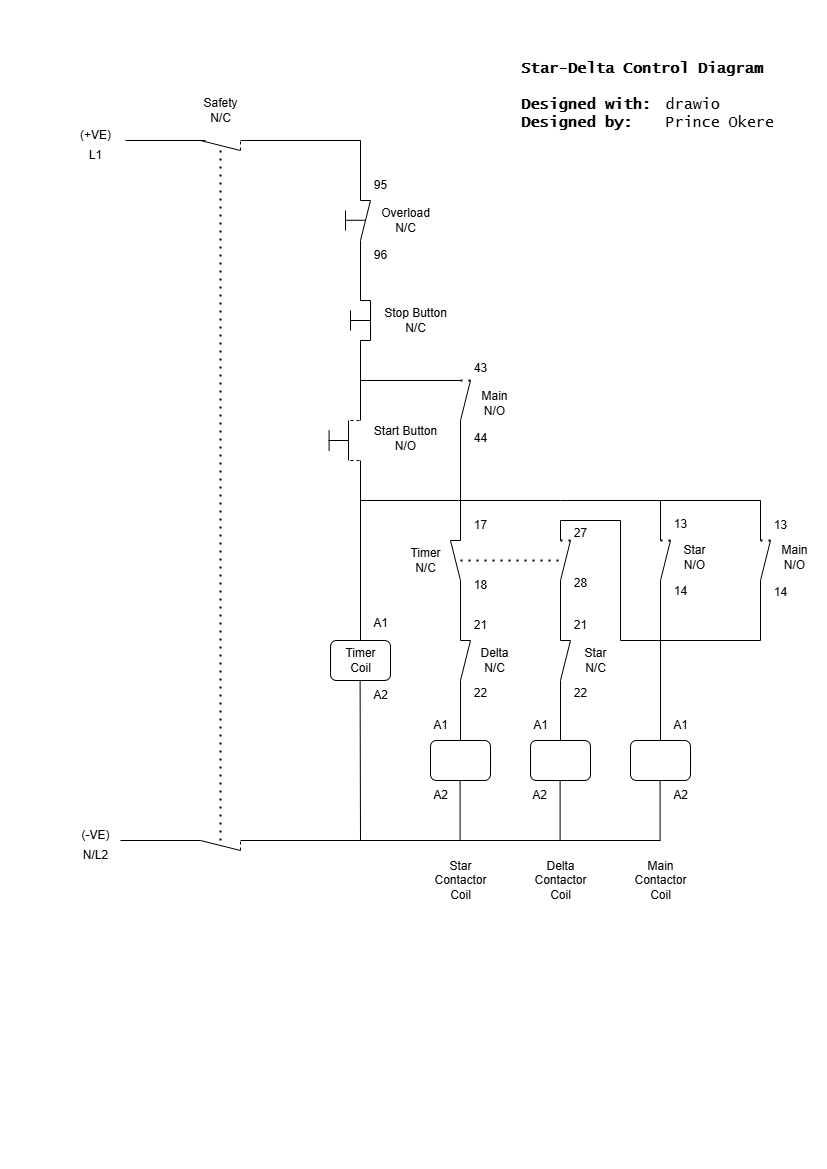 Star-Delta Control Diagram
Designed with: drawio
Designed by: Prince Okere
Safety
N/C
(+VE)
L1
95
Overload
N/C
96
Stop Button
N/C
43
Main
N/O
44
Start Button
N/O
17
Timer
N/C
18
27
28
13
Star
N/O
14
13
Main
N/O
14
21
Delta
N/C
22
21
Star
N/C
22
A1
Timer
Coil
A2
A1
A2
A1
A2
A1
A2
(-VE)
N/L2
Star
Contactor
Coil
Delta
Contactor
Coil
Main
Contactor
Coil